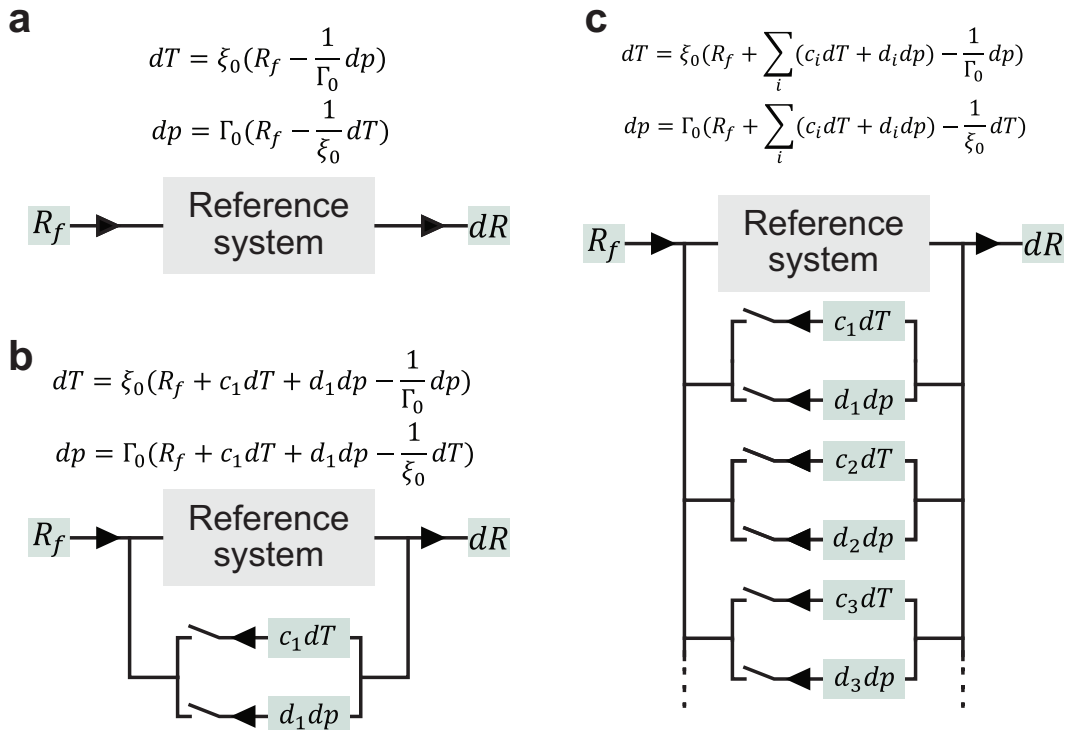 a
dT = ξ₀(R_f − 1/Γ₀ dp)
dp = Γ₀(R_f − 1/ξ₀ dT)
R_f
Reference
system
dR
b
dT = ξ₀(R_f + c₁dT + d₁dp − 1/Γ₀ dp)
dp = Γ₀(R_f + c₁dT + d₁dp − 1/ξ₀ dT)
R_f
Reference
system
dR
c₁dT
d₁dp
c
dT = ξ₀(R_f + ∑_i (c_i dT + d_i dp) − 1/Γ₀ dp)
dp = Γ₀(R_f + ∑_i (c_i dT + d_i dp) − 1/ξ₀ dT)
R_f
Reference
system
dR
c₁dT
d₁dp
c₂dT
d₂dp
c₃dT
d₃dp